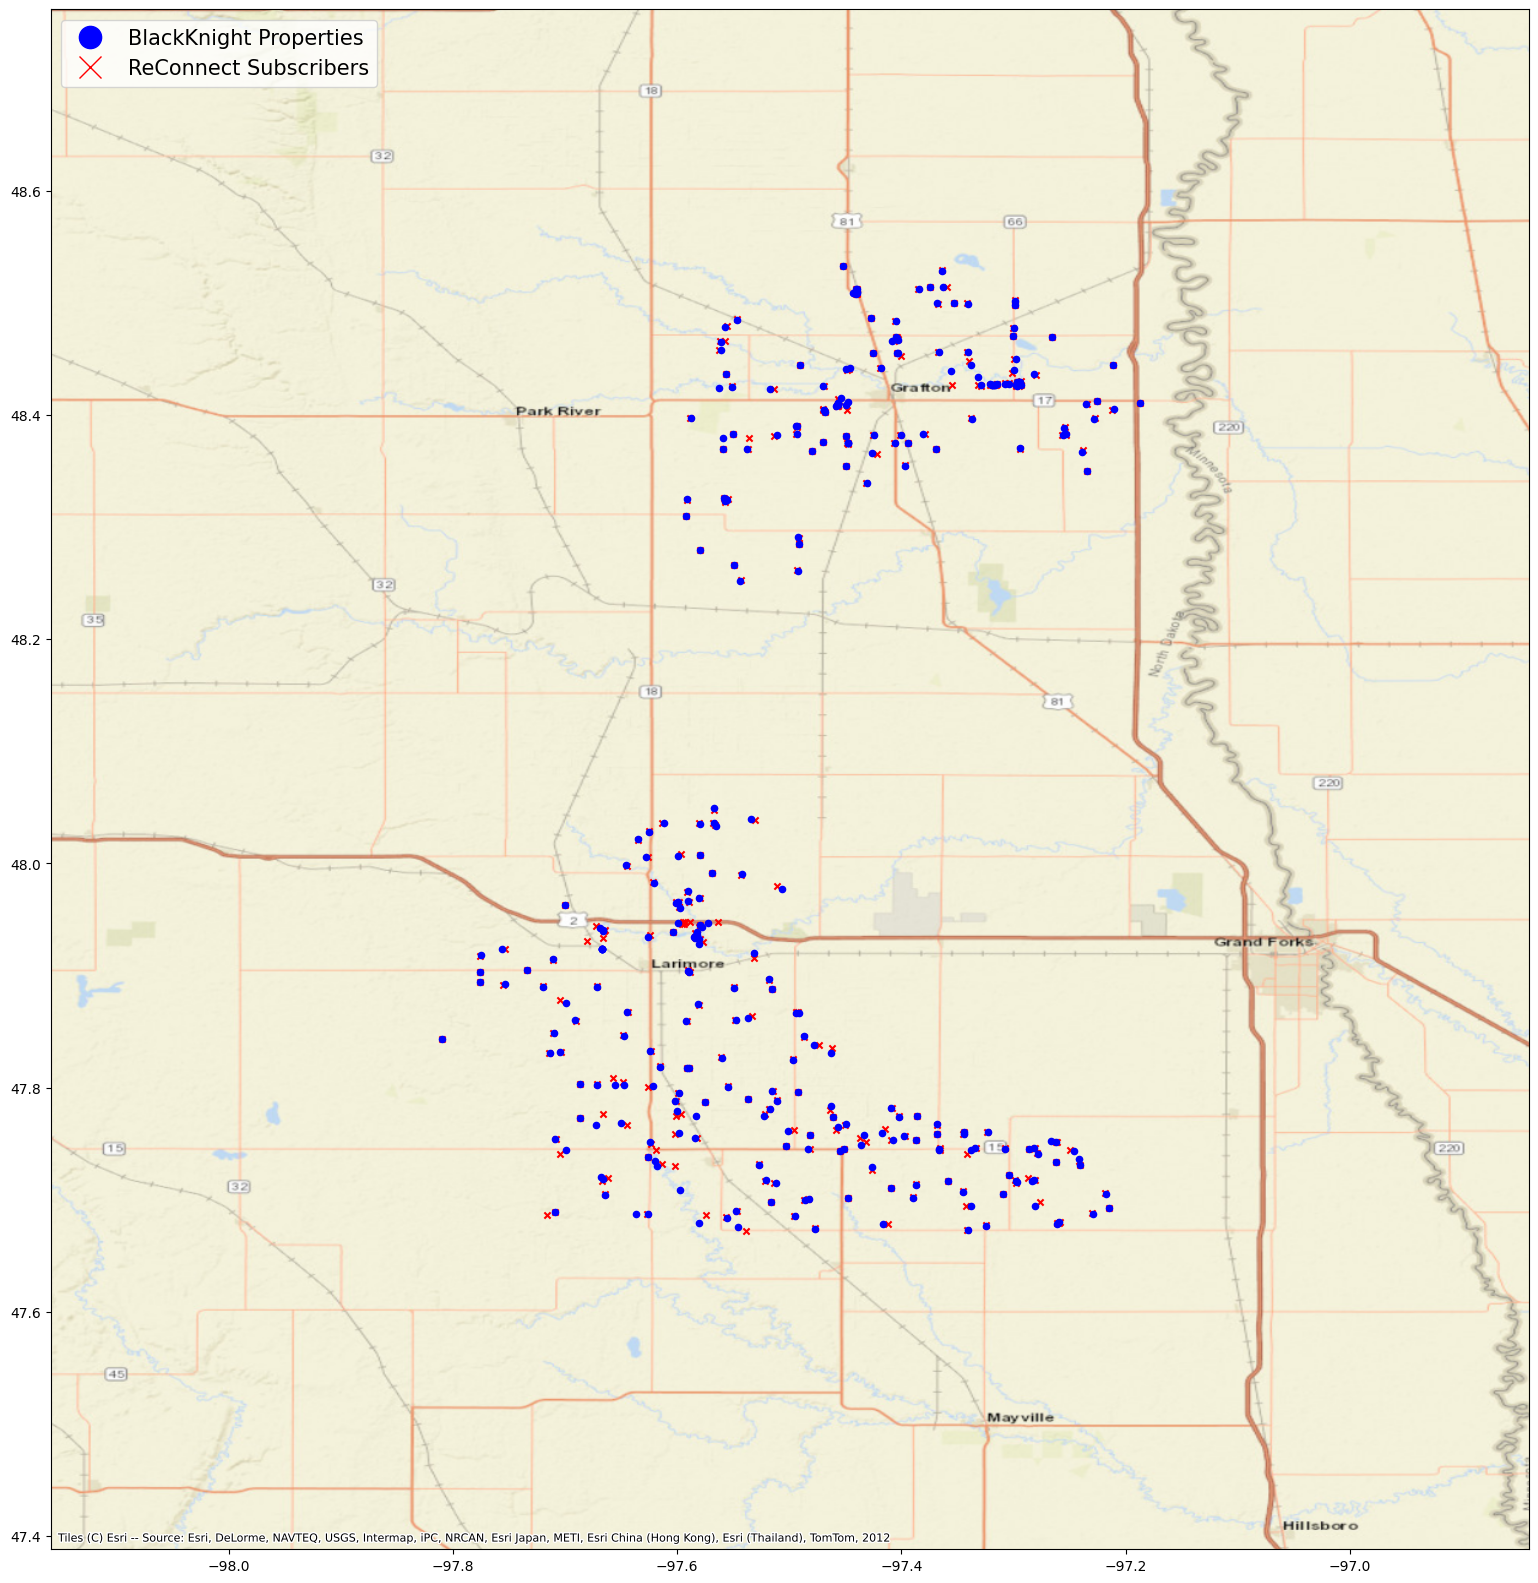 BlackKnight Properties
ReConnect Subscribers
18
32
81
66
48.6
Grafton
17
Park River
48.4
220
Minnesota
32
35
48.2
North Dakota
18
81
220
48.0
2
Grand Forks
Larimore
47.8
15
15
220
32
47.6
45
Mayville
Hillsboro
Tiles (C) Esri -- Source: Esri, DeLorme, NAVTEQ, USGS, Intermap, iPC, NRCAN, Esri Japan, METI, Esri China (Hong Kong), Esri (Thailand), TomTom, 2012
47.4
−98.0 −97.8 −97.6 −97.4 −97.2 −97.0